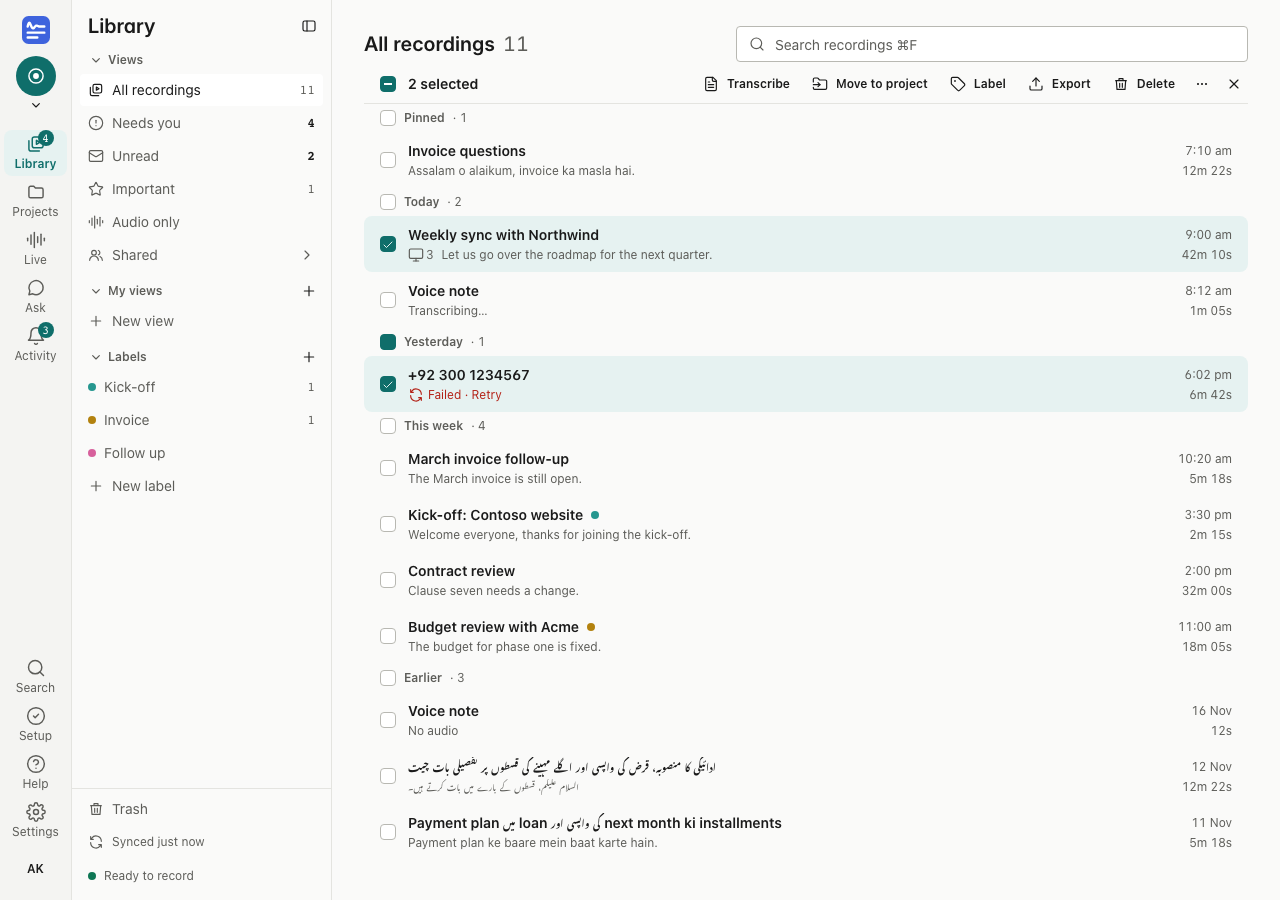 Library
Views
All recordings 11
Needs you 4
Unread 2
Important 1
Audio only
Shared
My views
New view
Labels
Kick-off 1
Invoice 1
Follow up
New label
Trash
Synced just now
Ready to record
4
Library
Projects
Live
Ask
3
Activity
Search
Setup
Help
Settings
AK
All recordings 11
Search recordings ⌘F
2 selected
Transcribe
Move to project
Label
Export
Delete
Pinned · 1
Invoice questions 7:10 am
Assalam o alaikum, invoice ka masla hai. 12m 22s
Today · 2
Weekly sync with Northwind 9:00 am
3 Let us go over the roadmap for the next quarter. 42m 10s
Voice note 8:12 am
Transcribing... 1m 05s
Yesterday · 1
+92 300 1234567 6:02 pm
Failed · Retry 6m 42s
This week · 4
March invoice follow-up 10:20 am
The March invoice is still open. 5m 18s
Kick-off: Contoso website 3:30 pm
Welcome everyone, thanks for joining the kick-off. 2m 15s
Contract review 2:00 pm
Clause seven needs a change. 32m 00s
Budget review with Acme 11:00 am
The budget for phase one is fixed. 18m 05s
Earlier · 3
Voice note 16 Nov
No audio 12s
ادائیگی کا منصوبہ، قرض کی واپسی اور اگلے مہینے کی قسطوں پر تفصیلی بات چیت 12 Nov
السلام علیکم، قسطوں کے بارے میں بات کرتے ہیں۔ 12m 22s
Payment plan میں loan کی واپسی اور next month ki installments 11 Nov
Payment plan ke baare mein baat karte hain. 5m 18s